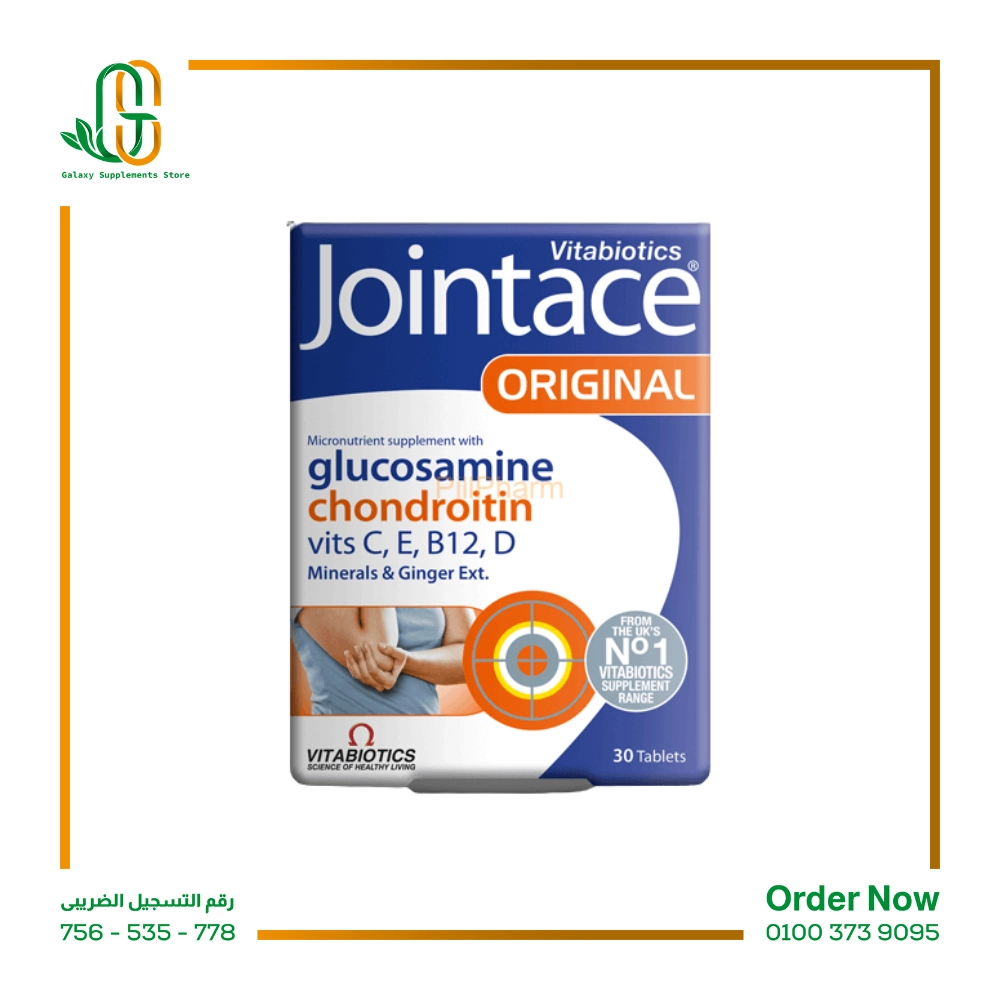 Galaxy Supplements Store
Vitabiotics
Jointace®
ORIGINAL
Micronutrient supplement with
glucosamine
PillPharm
chondroitin
vits C, E, B12, D
Minerals & Ginger Ext.
FROM
THE UK'S
Nº1
VITABIOTICS
SUPPLEMENT
RANGE
VITABIOTICS
SCIENCE OF HEALTHY LIVING
30 Tablets
رقم التسجيل الضريبى
756 - 535 - 778
Order Now
0100 373 9095